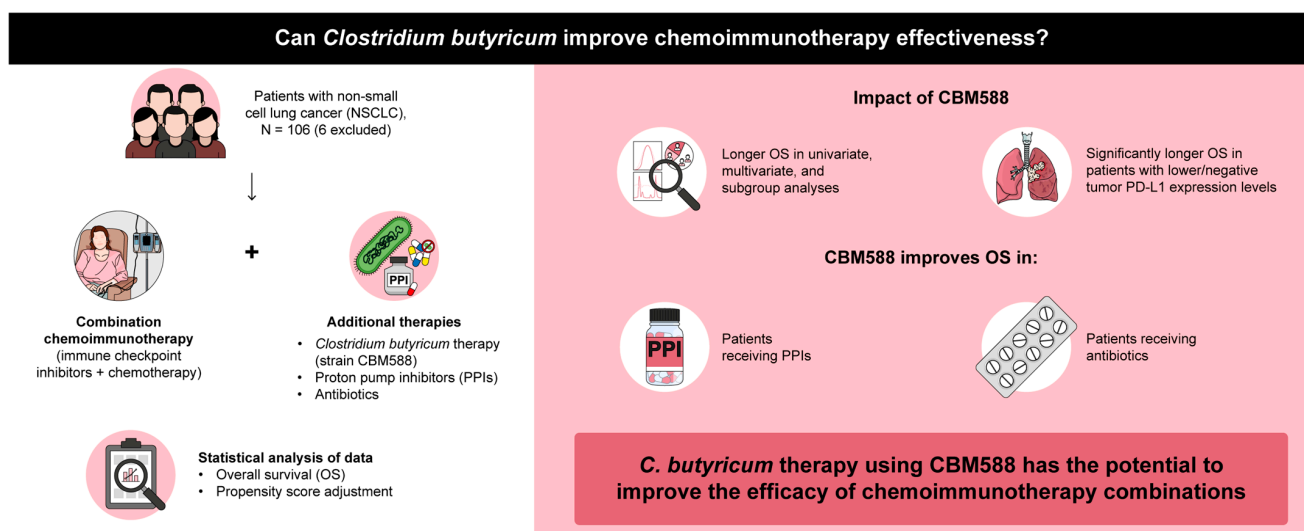 Can Clostridium butyricum improve chemoimmunotherapy effectiveness?
Patients with non-small
cell lung cancer (NSCLC),
N = 106 (6 excluded)
+
PPI
Combination
chemoimmunotherapy
(immune checkpoint
inhibitors + chemotherapy)
Additional therapies
• Clostridium butyricum therapy
(strain CBM588)
• Proton pump inhibitors (PPIs)
• Antibiotics
Statistical analysis of data
• Overall survival (OS)
• Propensity score adjustment
Impact of CBM588
Longer OS in univariate,
multivariate, and
subgroup analyses
Significantly longer OS in
patients with lower/negative
tumor PD-L1 expression levels
CBM588 improves OS in:
PPI
Patients
receiving PPIs
Patients receiving
antibiotics
C. butyricum therapy using CBM588 has the potential to
improve the efficacy of chemoimmunotherapy combinations